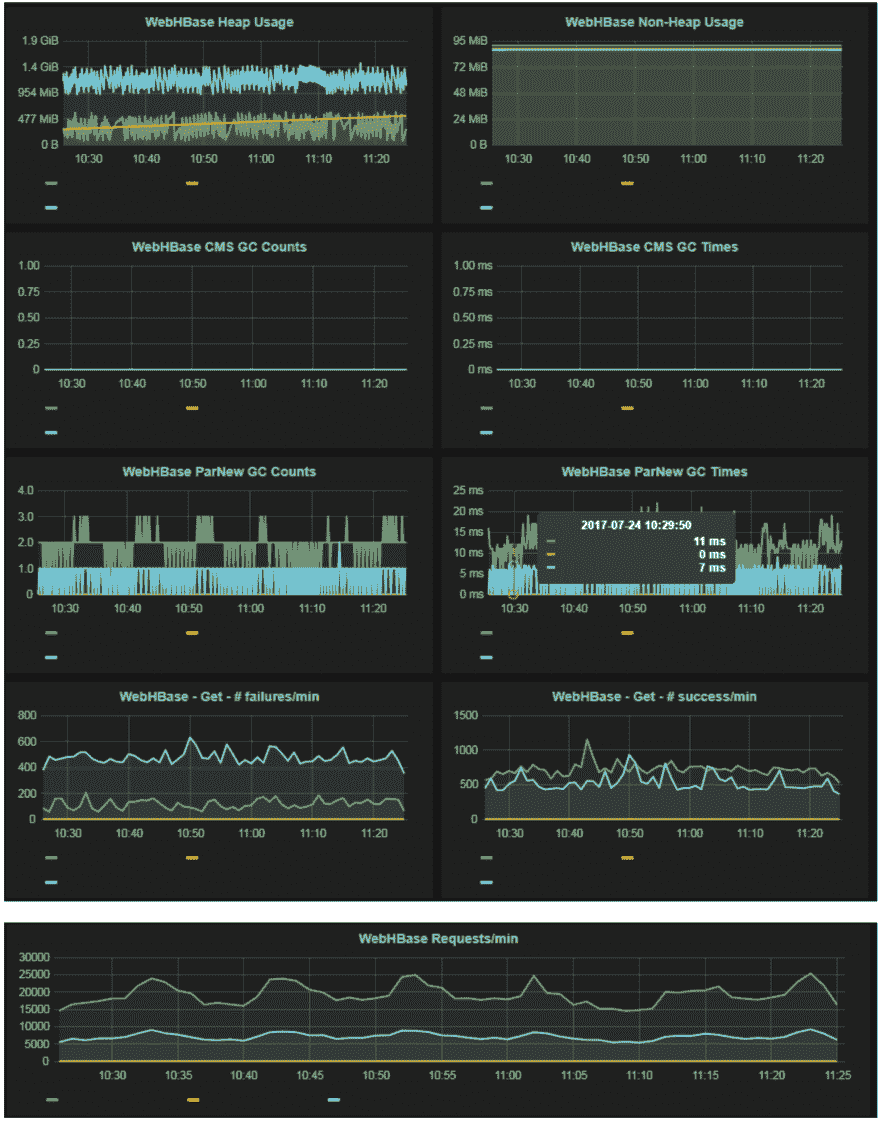 WebHBase Heap Usage
1.9 GiB
1.4 GiB
954 MiB
477 MiB
0 B
10:30 10:40 10:50 11:00 11:10 11:20
WebHBase Non-Heap Usage
95 MiB
72 MiB
48 MiB
24 MiB
0 B
10:30 10:40 10:50 11:00 11:10 11:20
WebHBase CMS GC Counts
1.00
0.75
0.50
0.25
0
10:30 10:40 10:50 11:00 11:10 11:20
WebHBase CMS GC Times
1.00 ms
0.75 ms
0.50 ms
0.25 ms
0 ms
10:30 10:40 10:50 11:00 11:10 11:20
WebHBase ParNew GC Counts
4.0
3.0
2.0
1.0
0
10:30 10:40 10:50 11:00 11:10 11:20
WebHBase ParNew GC Times
25 ms
20 ms
15 ms
10 ms
5 ms
0 ms
2017-07-24 10:29:50
11 ms
0 ms
7 ms
10:30 10:40 10:50 11:00 11:10 11:20
WebHBase - Get - # failures/min
800
600
400
200
0
10:30 10:40 10:50 11:00 11:10 11:20
WebHBase - Get - # success/min
1500
1000
500
0
10:30 10:40 10:50 11:00 11:10 11:20
WebHBase Requests/min
30000
25000
20000
15000
10000
5000
0
10:30 10:35 10:40 10:45 10:50 10:55 11:00 11:05 11:10 11:15 11:20 11:25